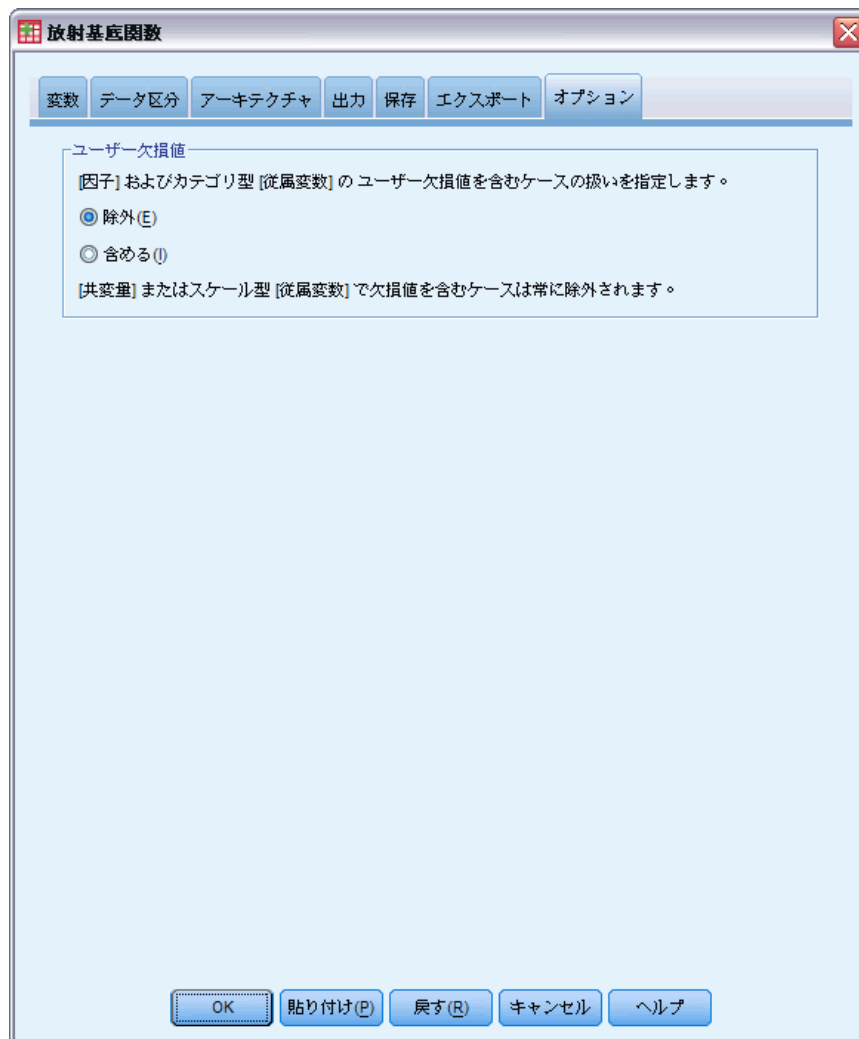 放射基底関数
変数 データ区分 アーキテクチャ 出力 保存 エクスポート オプション
ユーザー欠損値
[因子] およびカテゴリ型 [従属変数] の ユーザー欠損値を含むケースの扱いを指定します。
除外(E)
含める(I)
[共変量] またはスケール型 [従属変数] で欠損値を含むケースは常に除外されます。
OK 貼り付け(P) 戻す(R) キャンセル ヘルプ